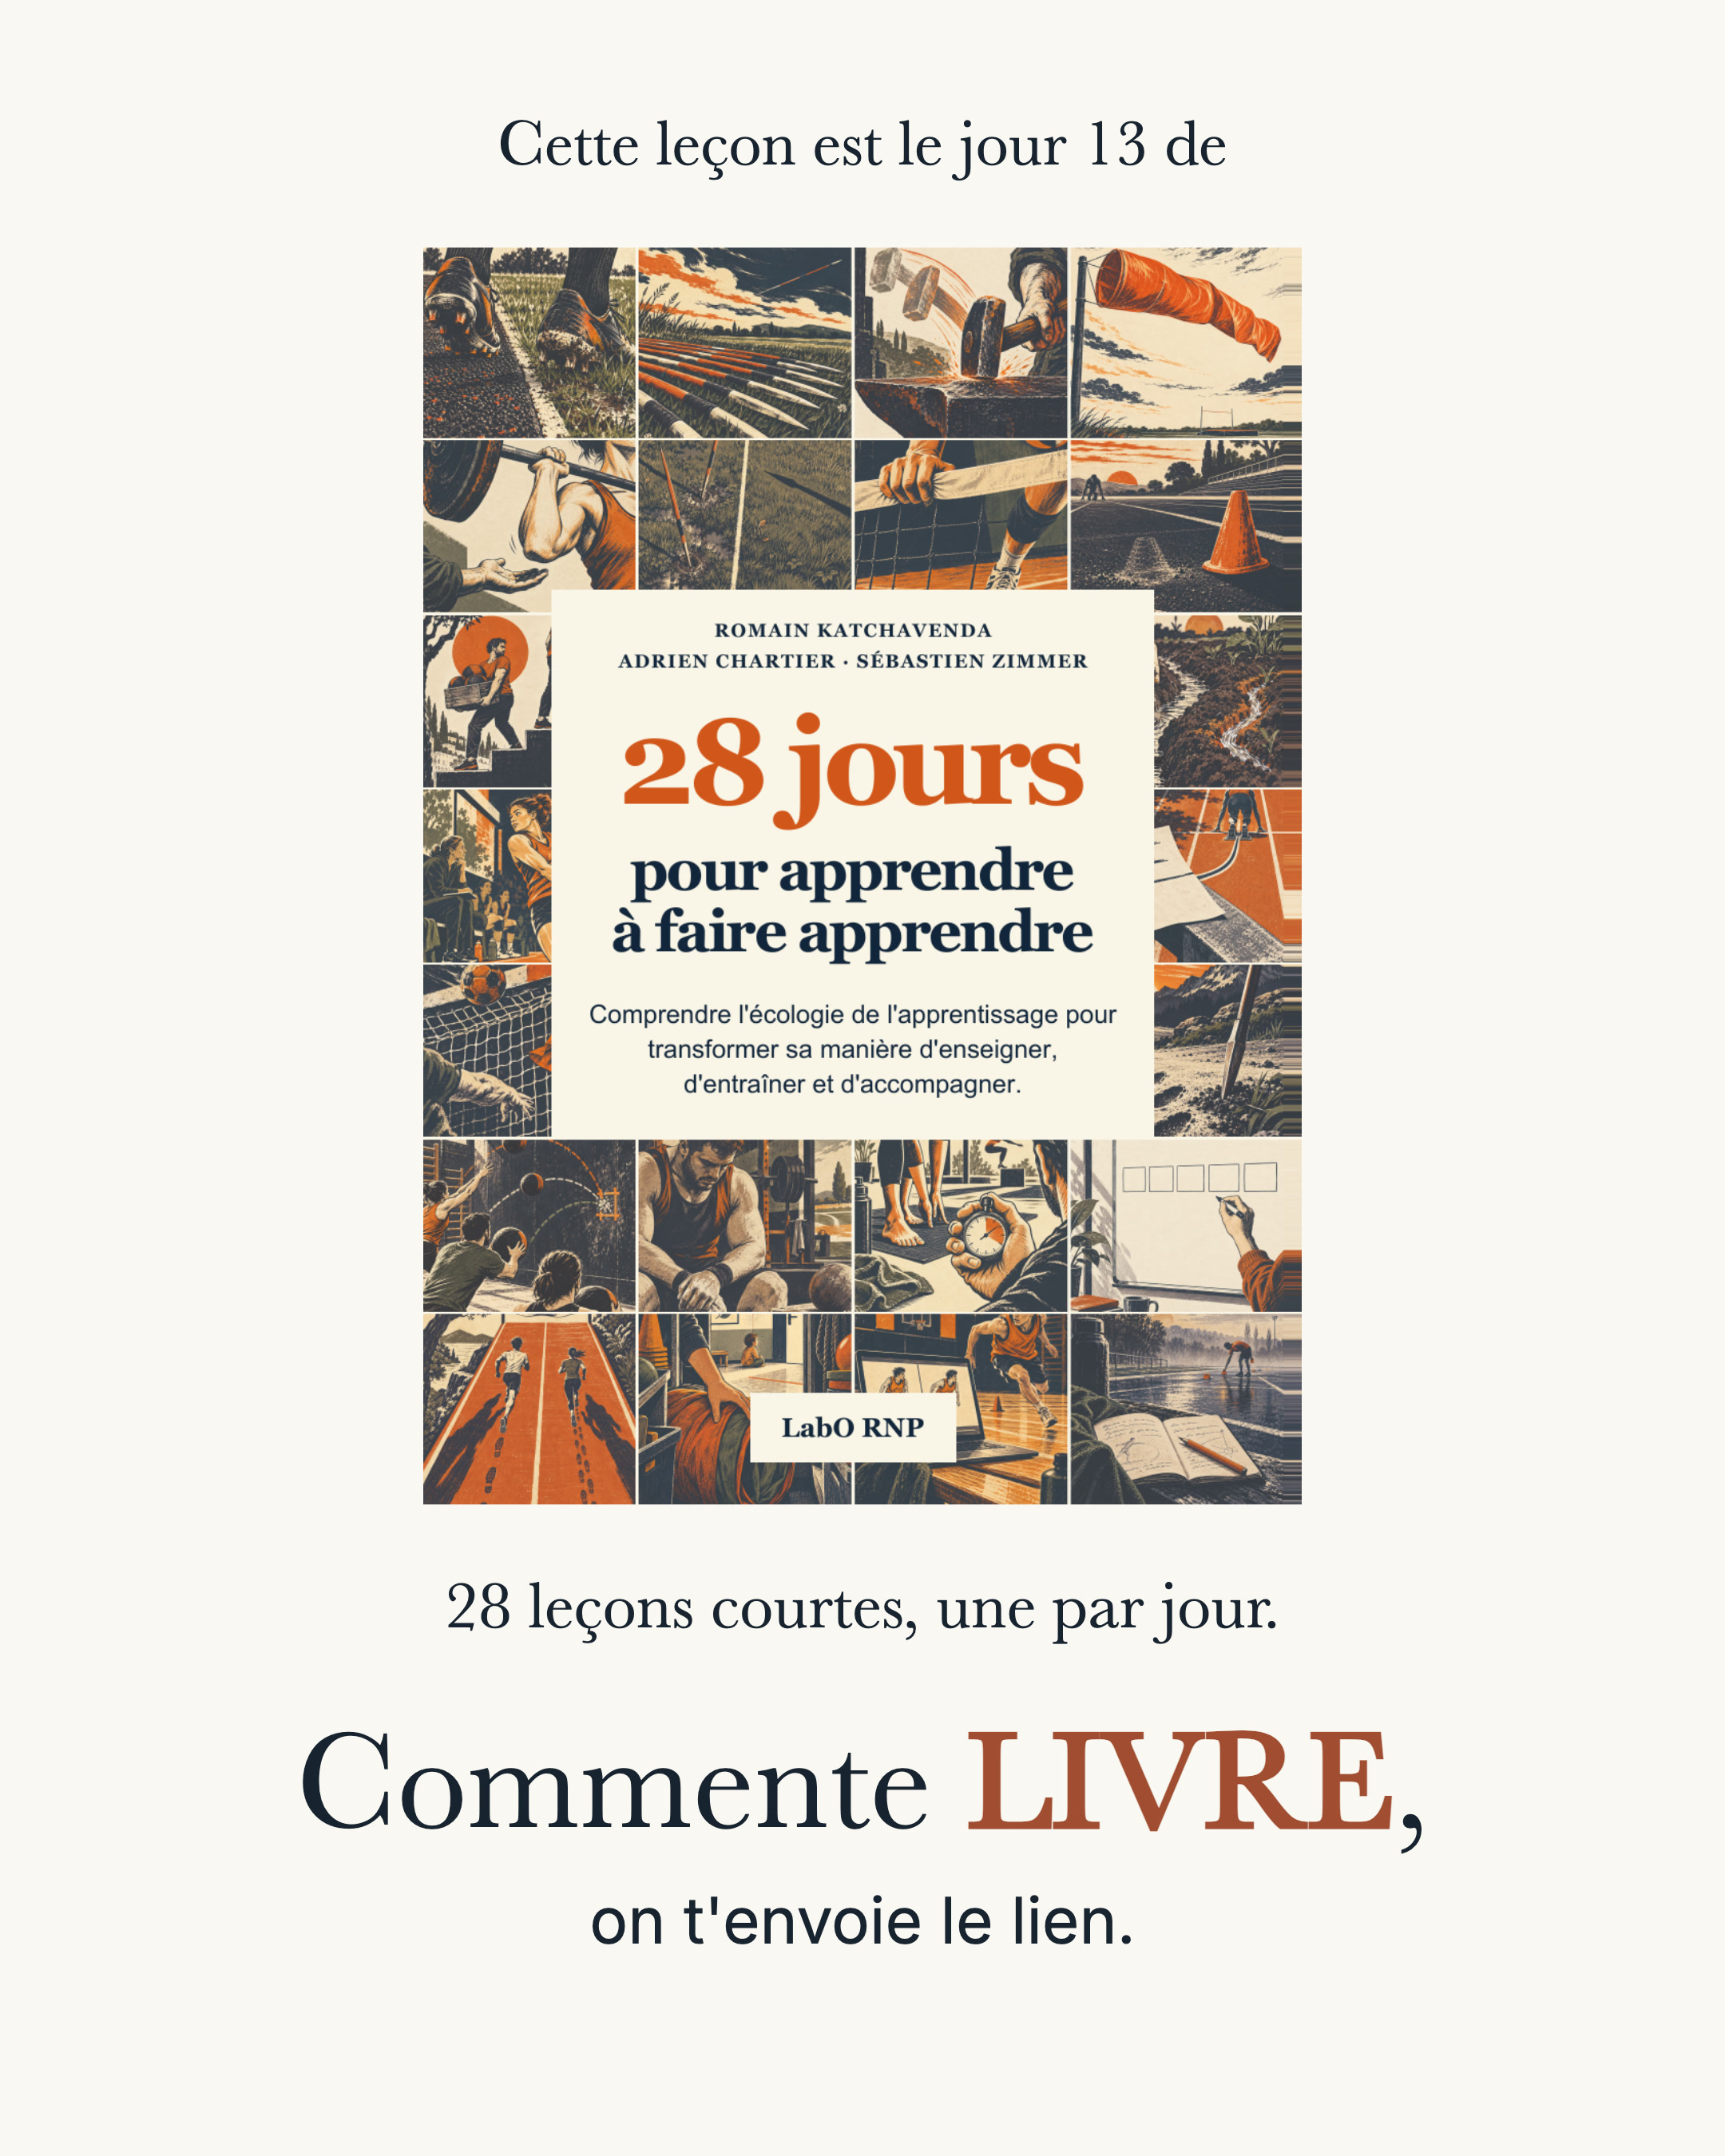 Cette leçon est le jour 13 de
ROMAIN KATCHAVENDA
ADRIEN CHARTIER · SÉBASTIEN ZIMMER
28 jours
pour apprendre
à faire apprendre
Comprendre l'écologie de l'apprentissage pour
transformer sa manière d'enseigner,
d'entraîner et d'accompagner.
LabO RNP
28 leçons courtes, une par jour.
Commente LIVRE,
on t'envoie le lien.